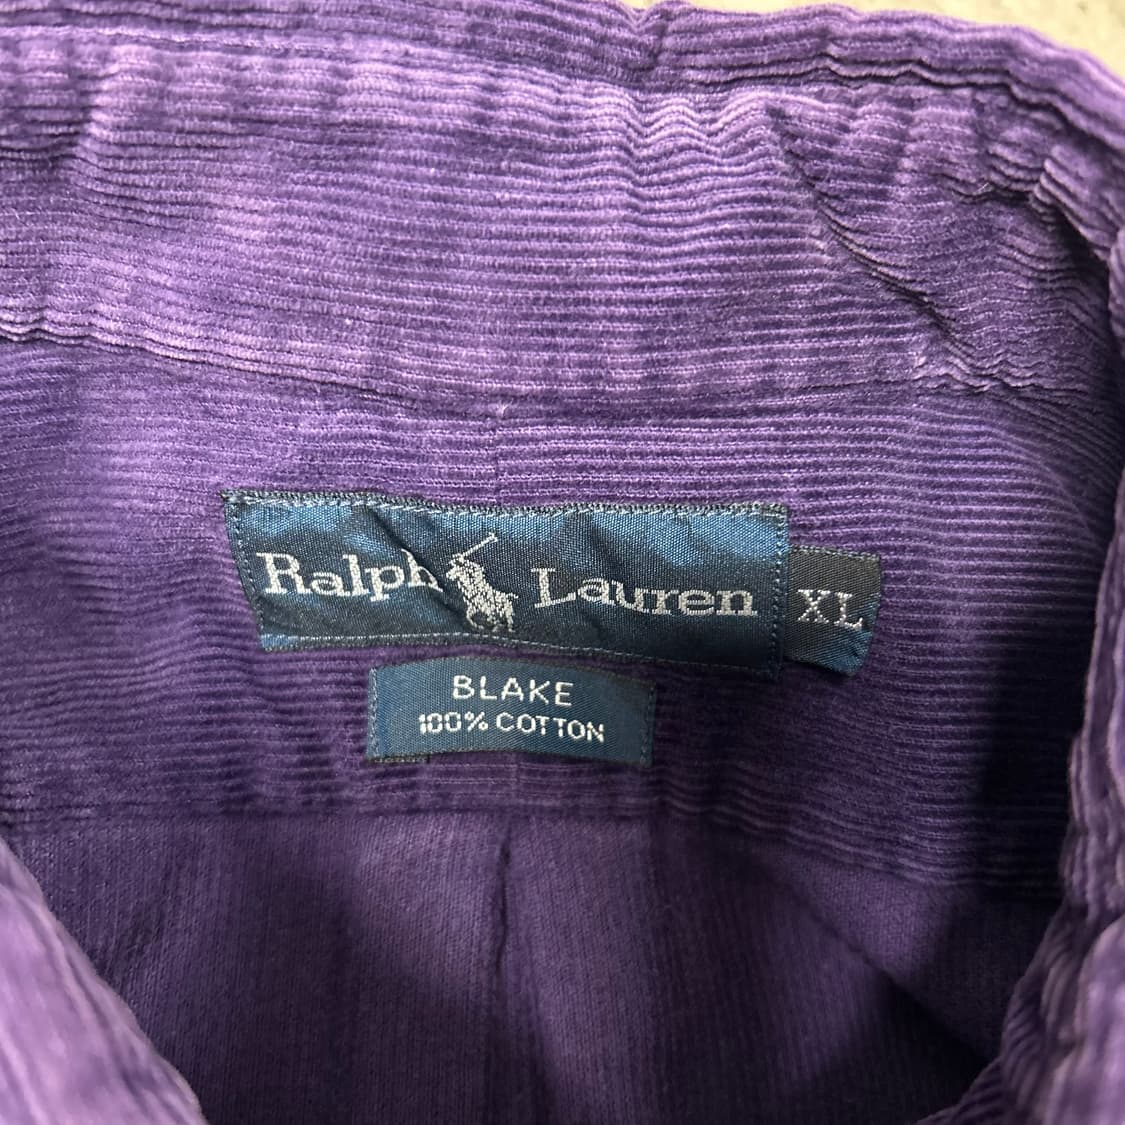 Ralph Lauren
XL
BLAKE
100% COTTON